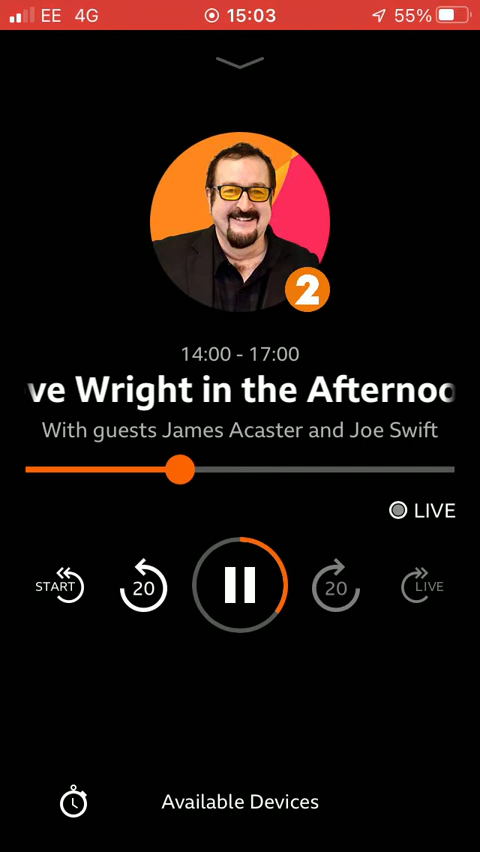 EE 4G 15:03 55%
2
14:00 - 17:00
ve Wright in the Afternoo
With guests James Acaster and Joe Swift
LIVE
START 20 20 LIVE
Available Devices